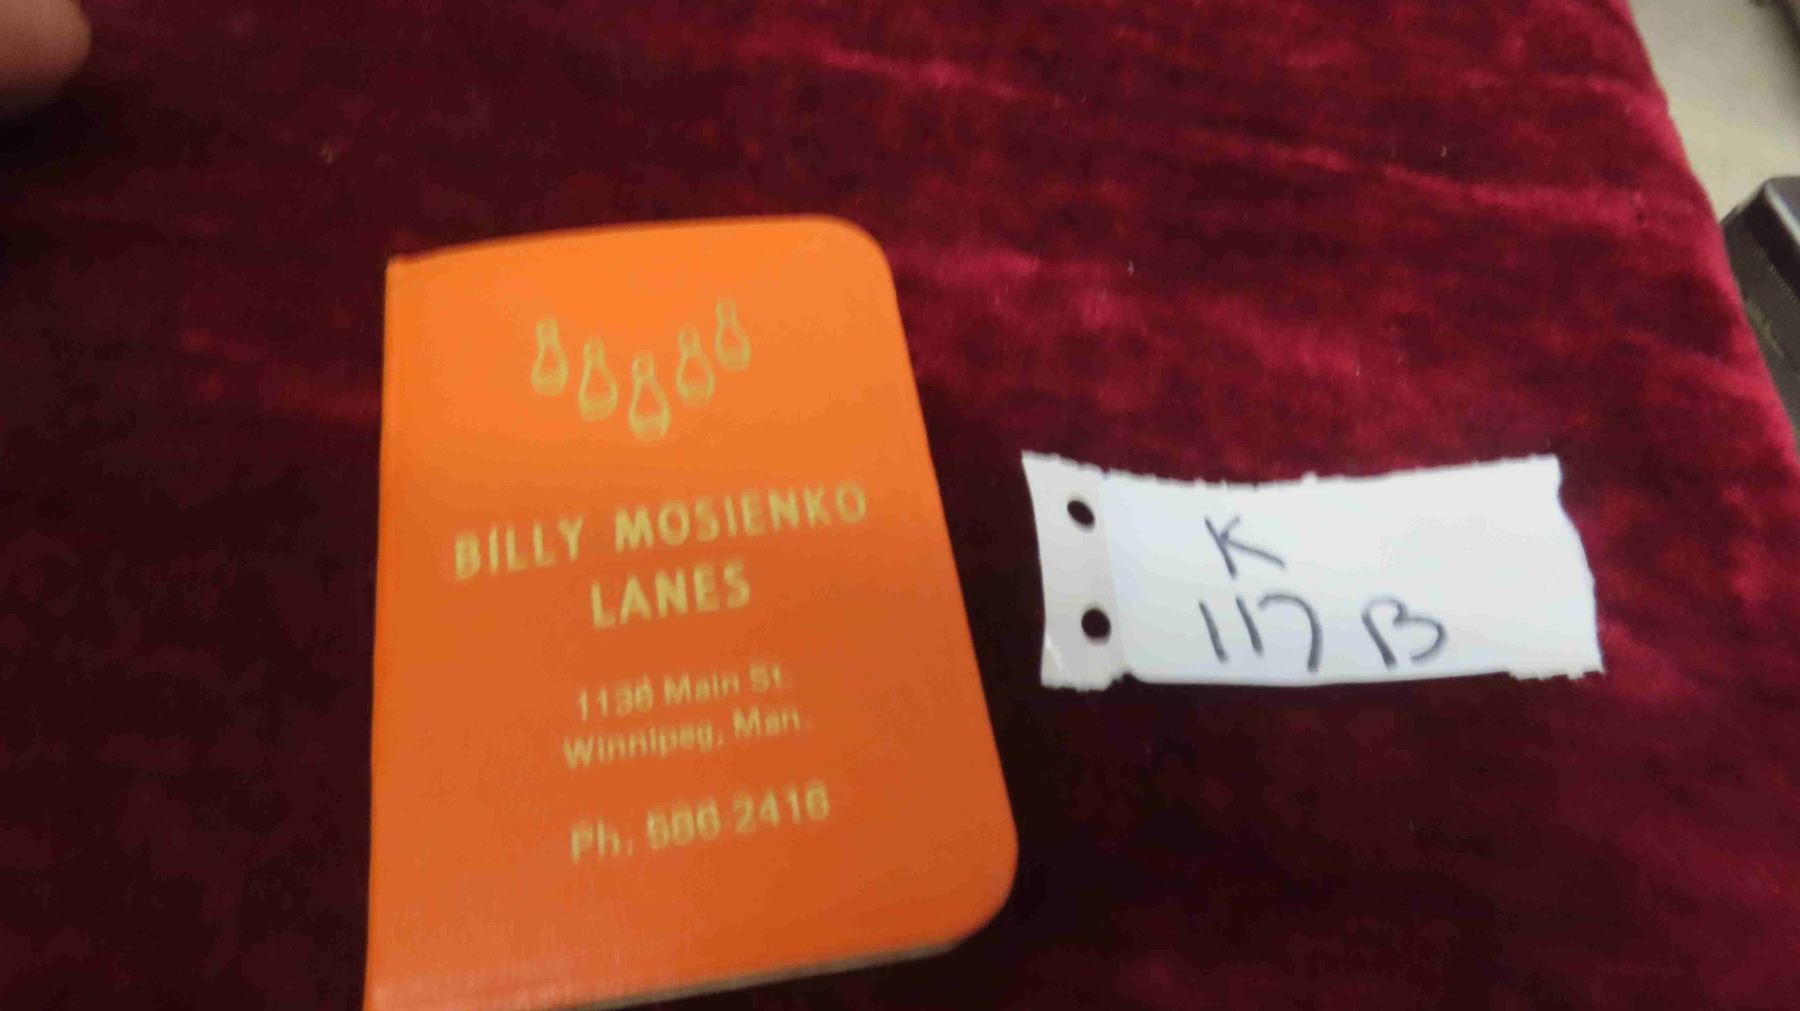 BILLY MOSIENKO
LANES
1136 Main St.
Winnipeg, Man.
Ph. 586-2416
K
117 B